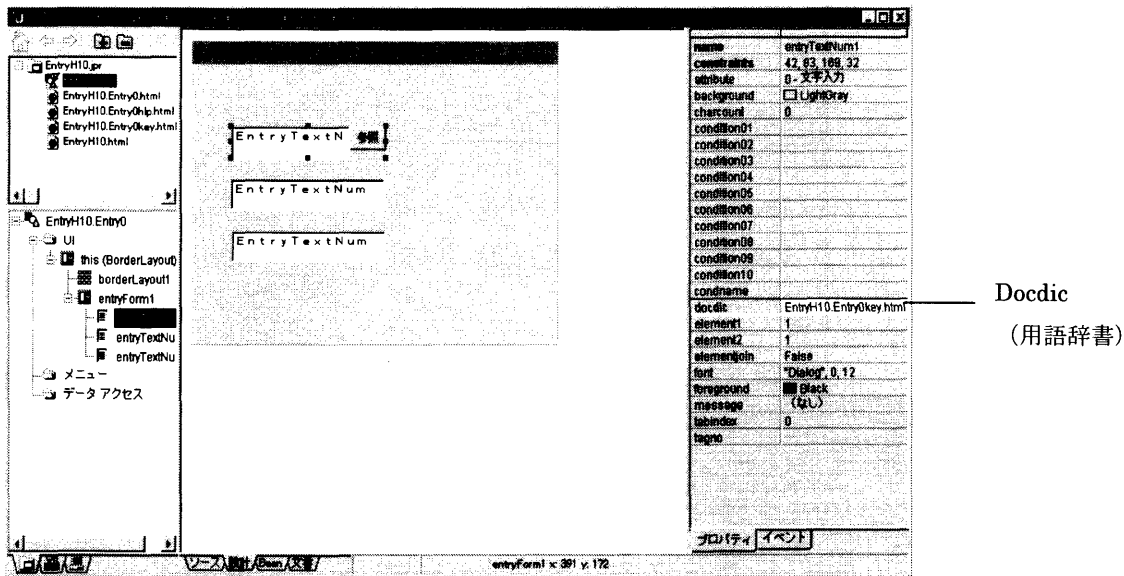 EntryH10.jpr
EntryH10.Entry0.html
EntryH10.Entry0hlp.html
EntryH10.Entry0key.html
EntryH10.html
EntryH10.Entry0
UI
this (BorderLayout)
borderLayout1
entryForm1
entryTextNu
entryTextNu
メニュー
データ アクセス
EntryTextN 参照
EntryTextNum
EntryTextNum
name entryTextNum1
constraints 42, 83, 169, 32
attribute 0 - 文字入力
background LightGray
charcount 0
condition01
condition02
condition03
condition04
condition05
condition06
condition07
condition08
condition09
condition10
condname
docdic EntryH10.Entry0key.html
element1 1
element2 1
elementjoin False
font "Dialog", 0, 12
foreground Black
message (なし)
tabindex 0
tagno
プロパティ イベント
ソース 設計 Bean 文書
entryForm1 x: 391 y: 172
Docdic
(用語辞書)